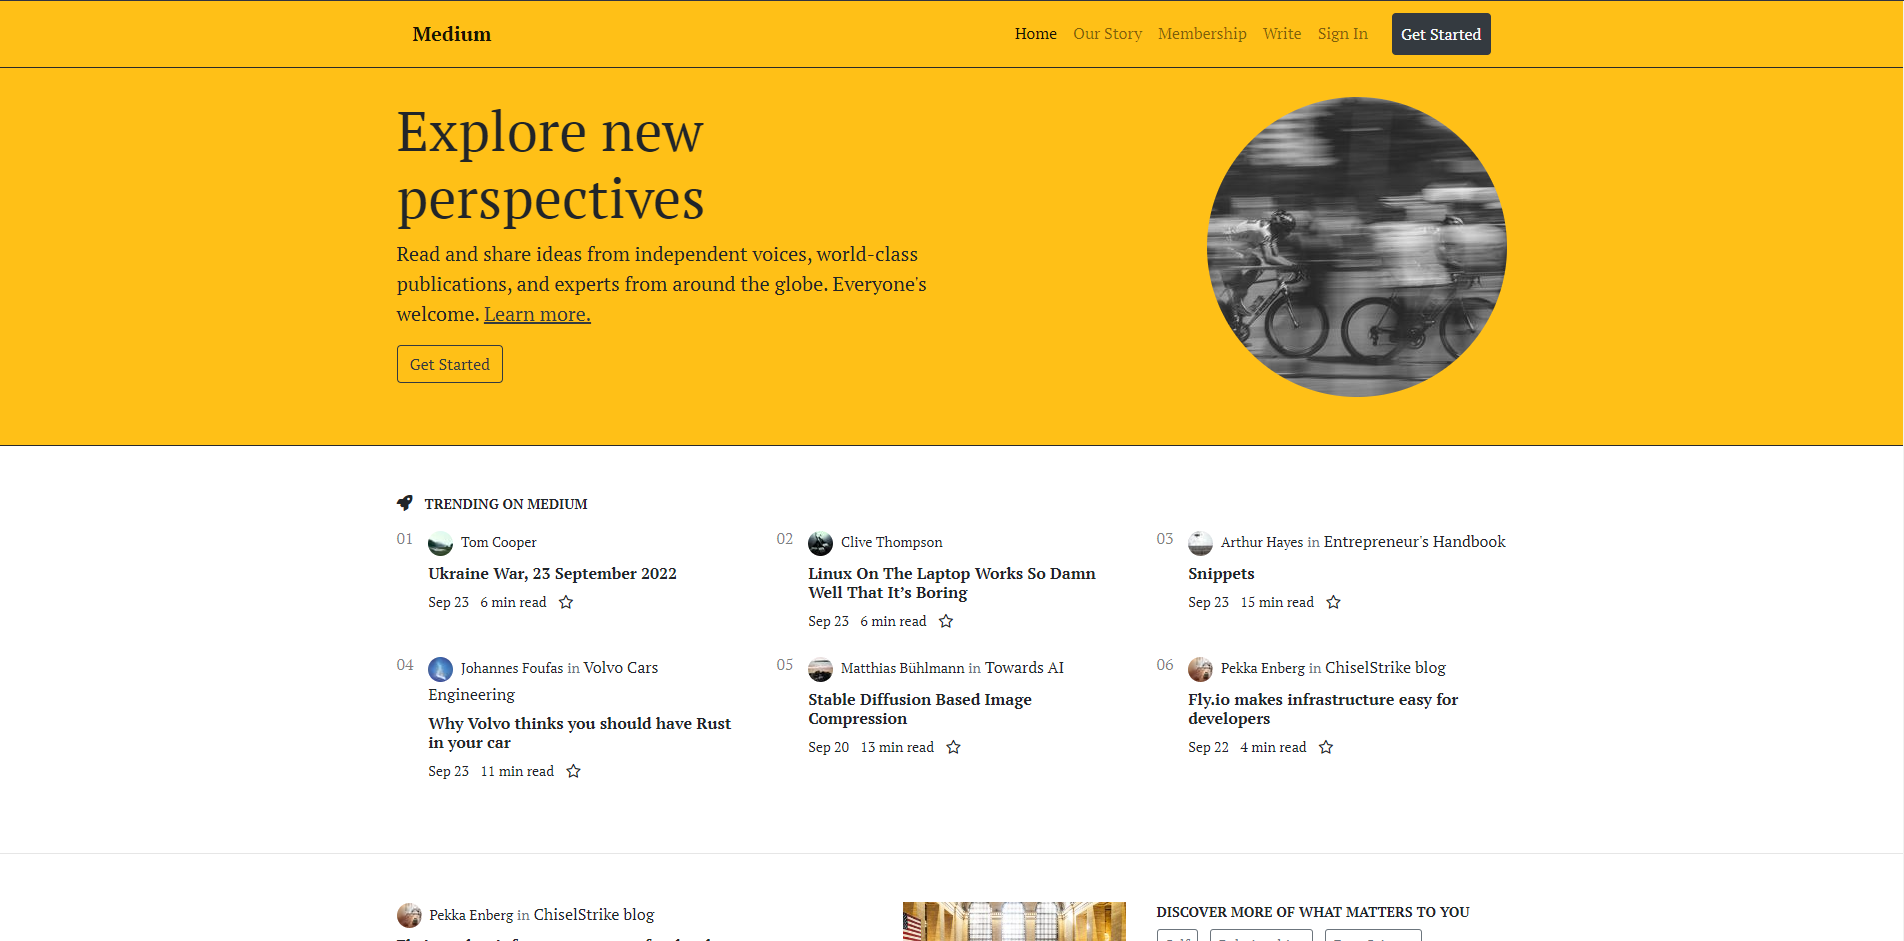 Medium
Home Our Story Membership Write Sign In Get Started
Explore new
perspectives
Read and share ideas from independent voices, world-class
publications, and experts from around the globe. Everyone's
welcome. Learn more.
Get Started
TRENDING ON MEDIUM
01 Tom Cooper
Ukraine War, 23 September 2022
Sep 23 6 min read
02 Clive Thompson
Linux On The Laptop Works So Damn
Well That It’s Boring
Sep 23 6 min read
03 Arthur Hayes in Entrepreneur's Handbook
Snippets
Sep 23 15 min read
04 Johannes Foufas in Volvo Cars
Engineering
Why Volvo thinks you should have Rust
in your car
Sep 23 11 min read
05 Matthias Bühlmann in Towards AI
Stable Diffusion Based Image
Compression
Sep 20 13 min read
06 Pekka Enberg in ChiselStrike blog
Fly.io makes infrastructure easy for
developers
Sep 22 4 min read
Pekka Enberg in ChiselStrike blog
DISCOVER MORE OF WHAT MATTERS TO YOU